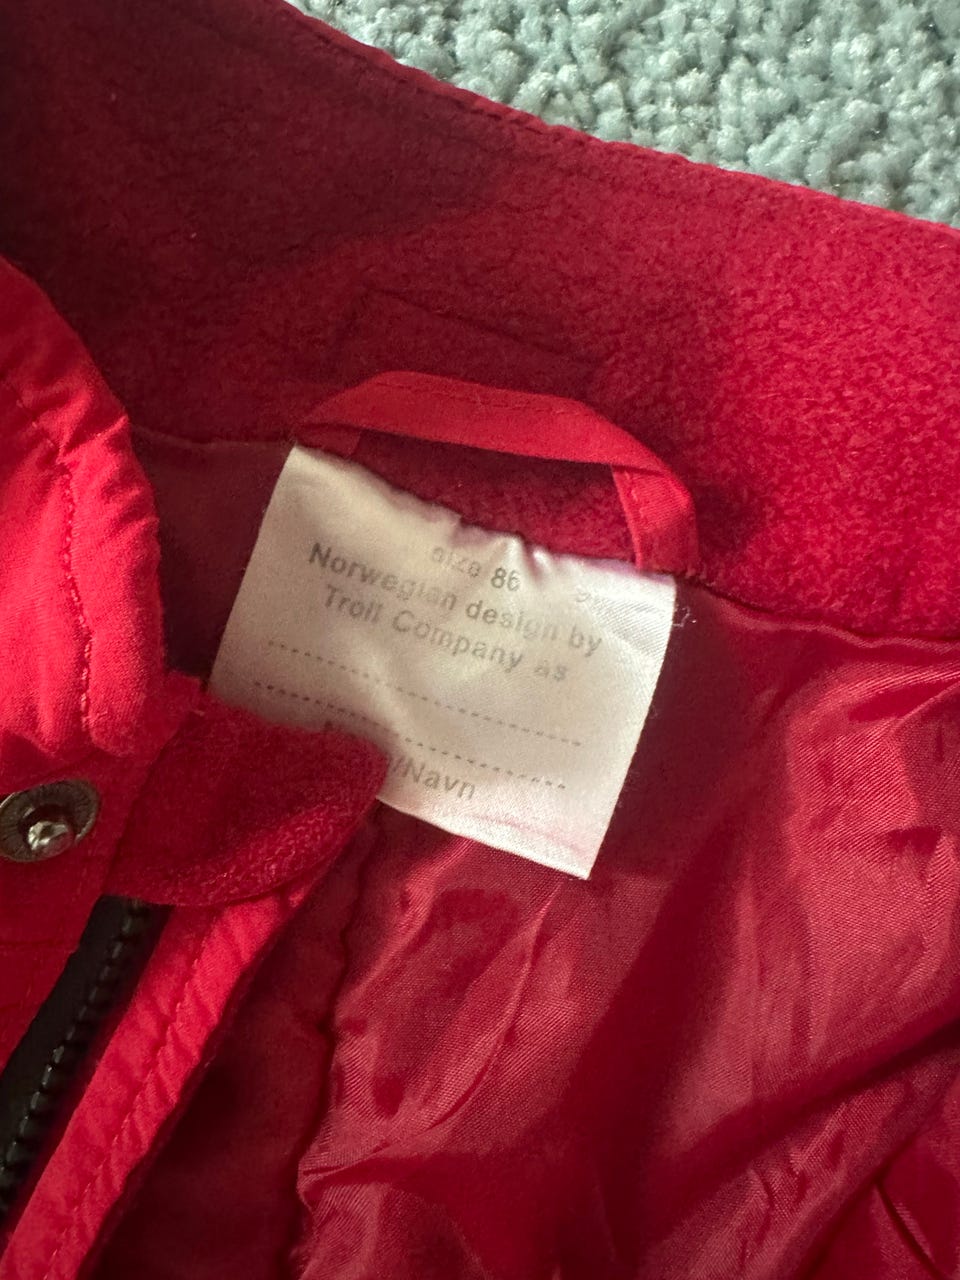 size 86
Norwegian design by
Troll Company as
/Navn